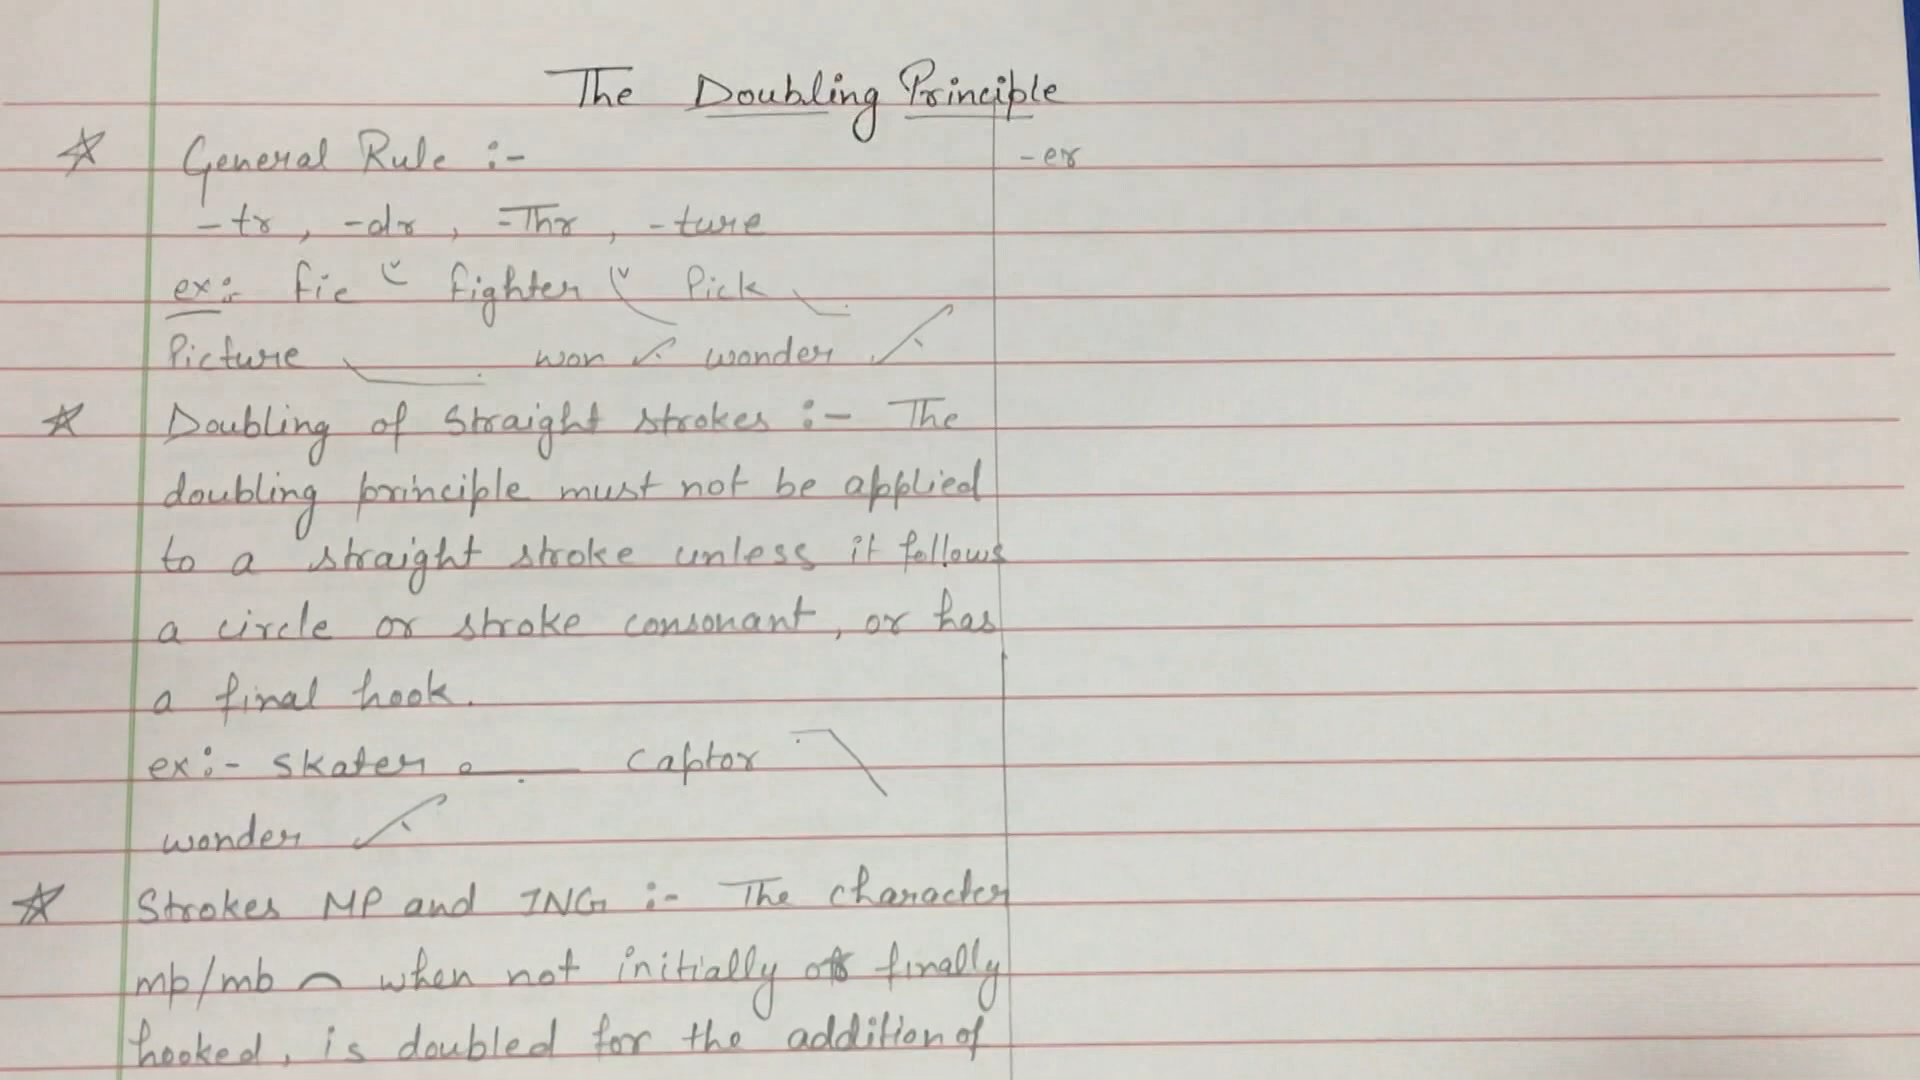 The Doubling Principle
General Rule :-
-er
-tr, -dr, -Thr, -ture
ex:- fie fighter Pick
Picture won wonder
Doubling of Straight strokes :- The
doubling principle must not be applied
to a straight stroke unless it follows
a circle or stroke consonant, or has
a final hook.
ex:- skater captor
wonder
Strokes MP and ING :- The character
mp/mb when not initially or finally
hooked, is doubled for the addition of